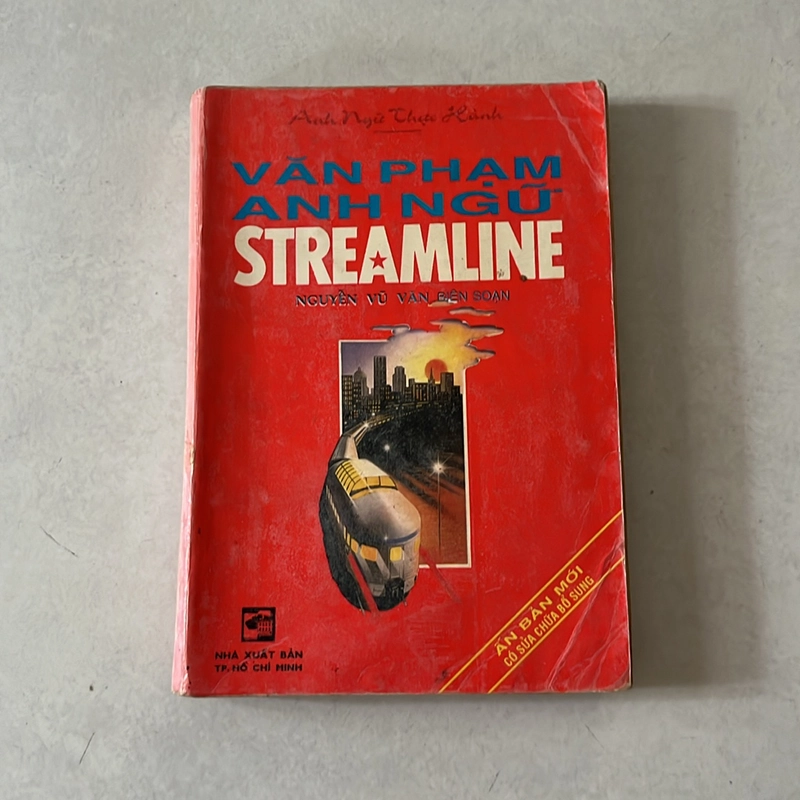 Anh Ngữ Thực Hành
VĂN PHẠM
ANH NGỮ
STREAMLINE
NGUYỄN VŨ VĂN BIÊN SOẠN
ẤN BẢN MỚI
CÓ SỬA CHỮA BỔ SUNG
NHÀ XUẤT BẢN
TP. HỒ CHÍ MINH